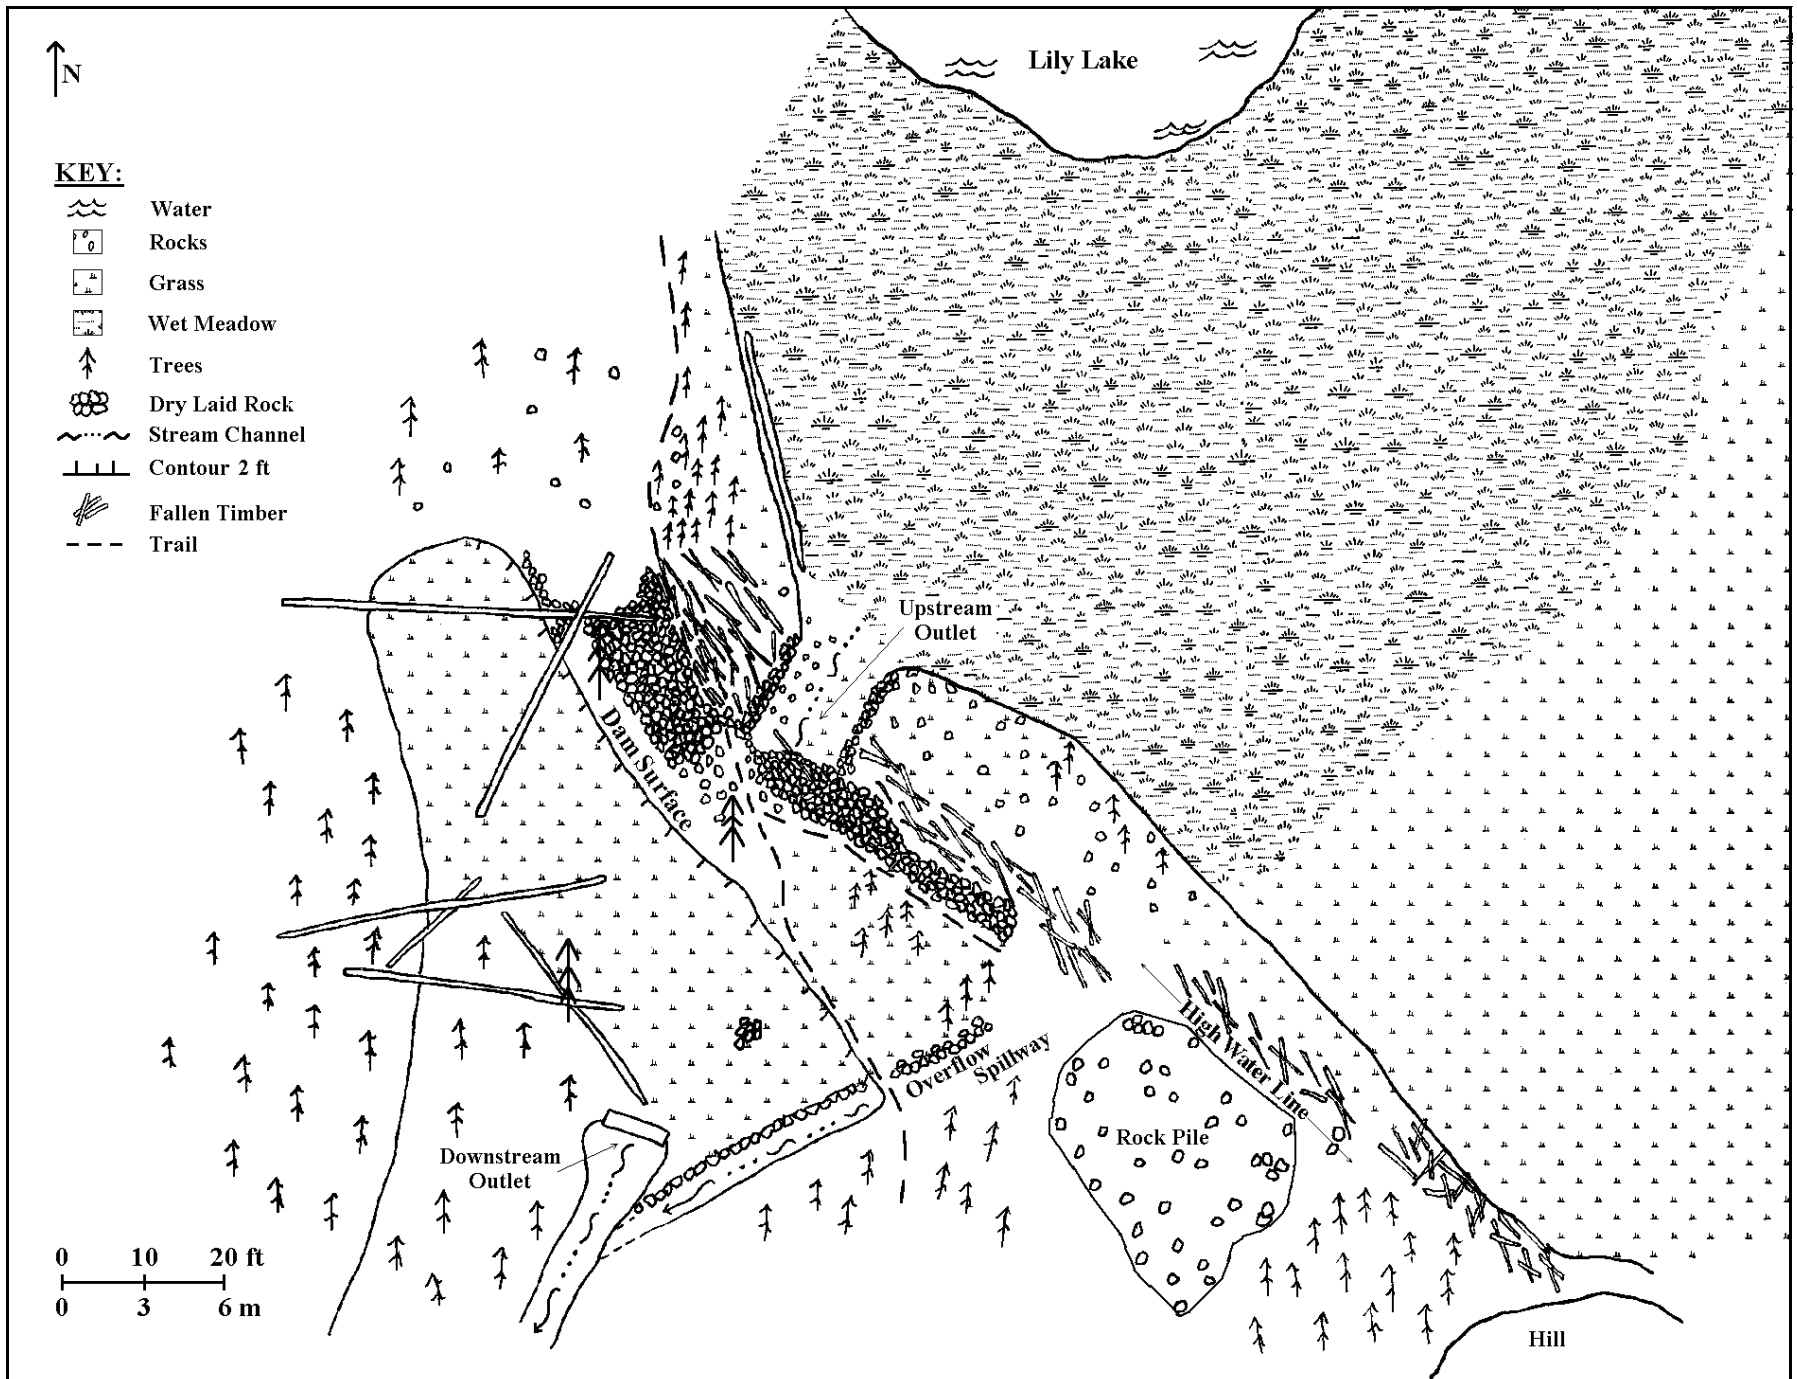 Lily Lake
N
KEY:
Water
Rocks
Grass
Wet Meadow
Trees
Dry Laid Rock
Stream Channel
Contour 2 ft
Fallen Timber
Trail
Upstream
Outlet
Dam Surface
High Water Line
Overflow
Spillway
Rock Pile
Downstream
Outlet
0 10 20 ft
0 3 6 m
Hill